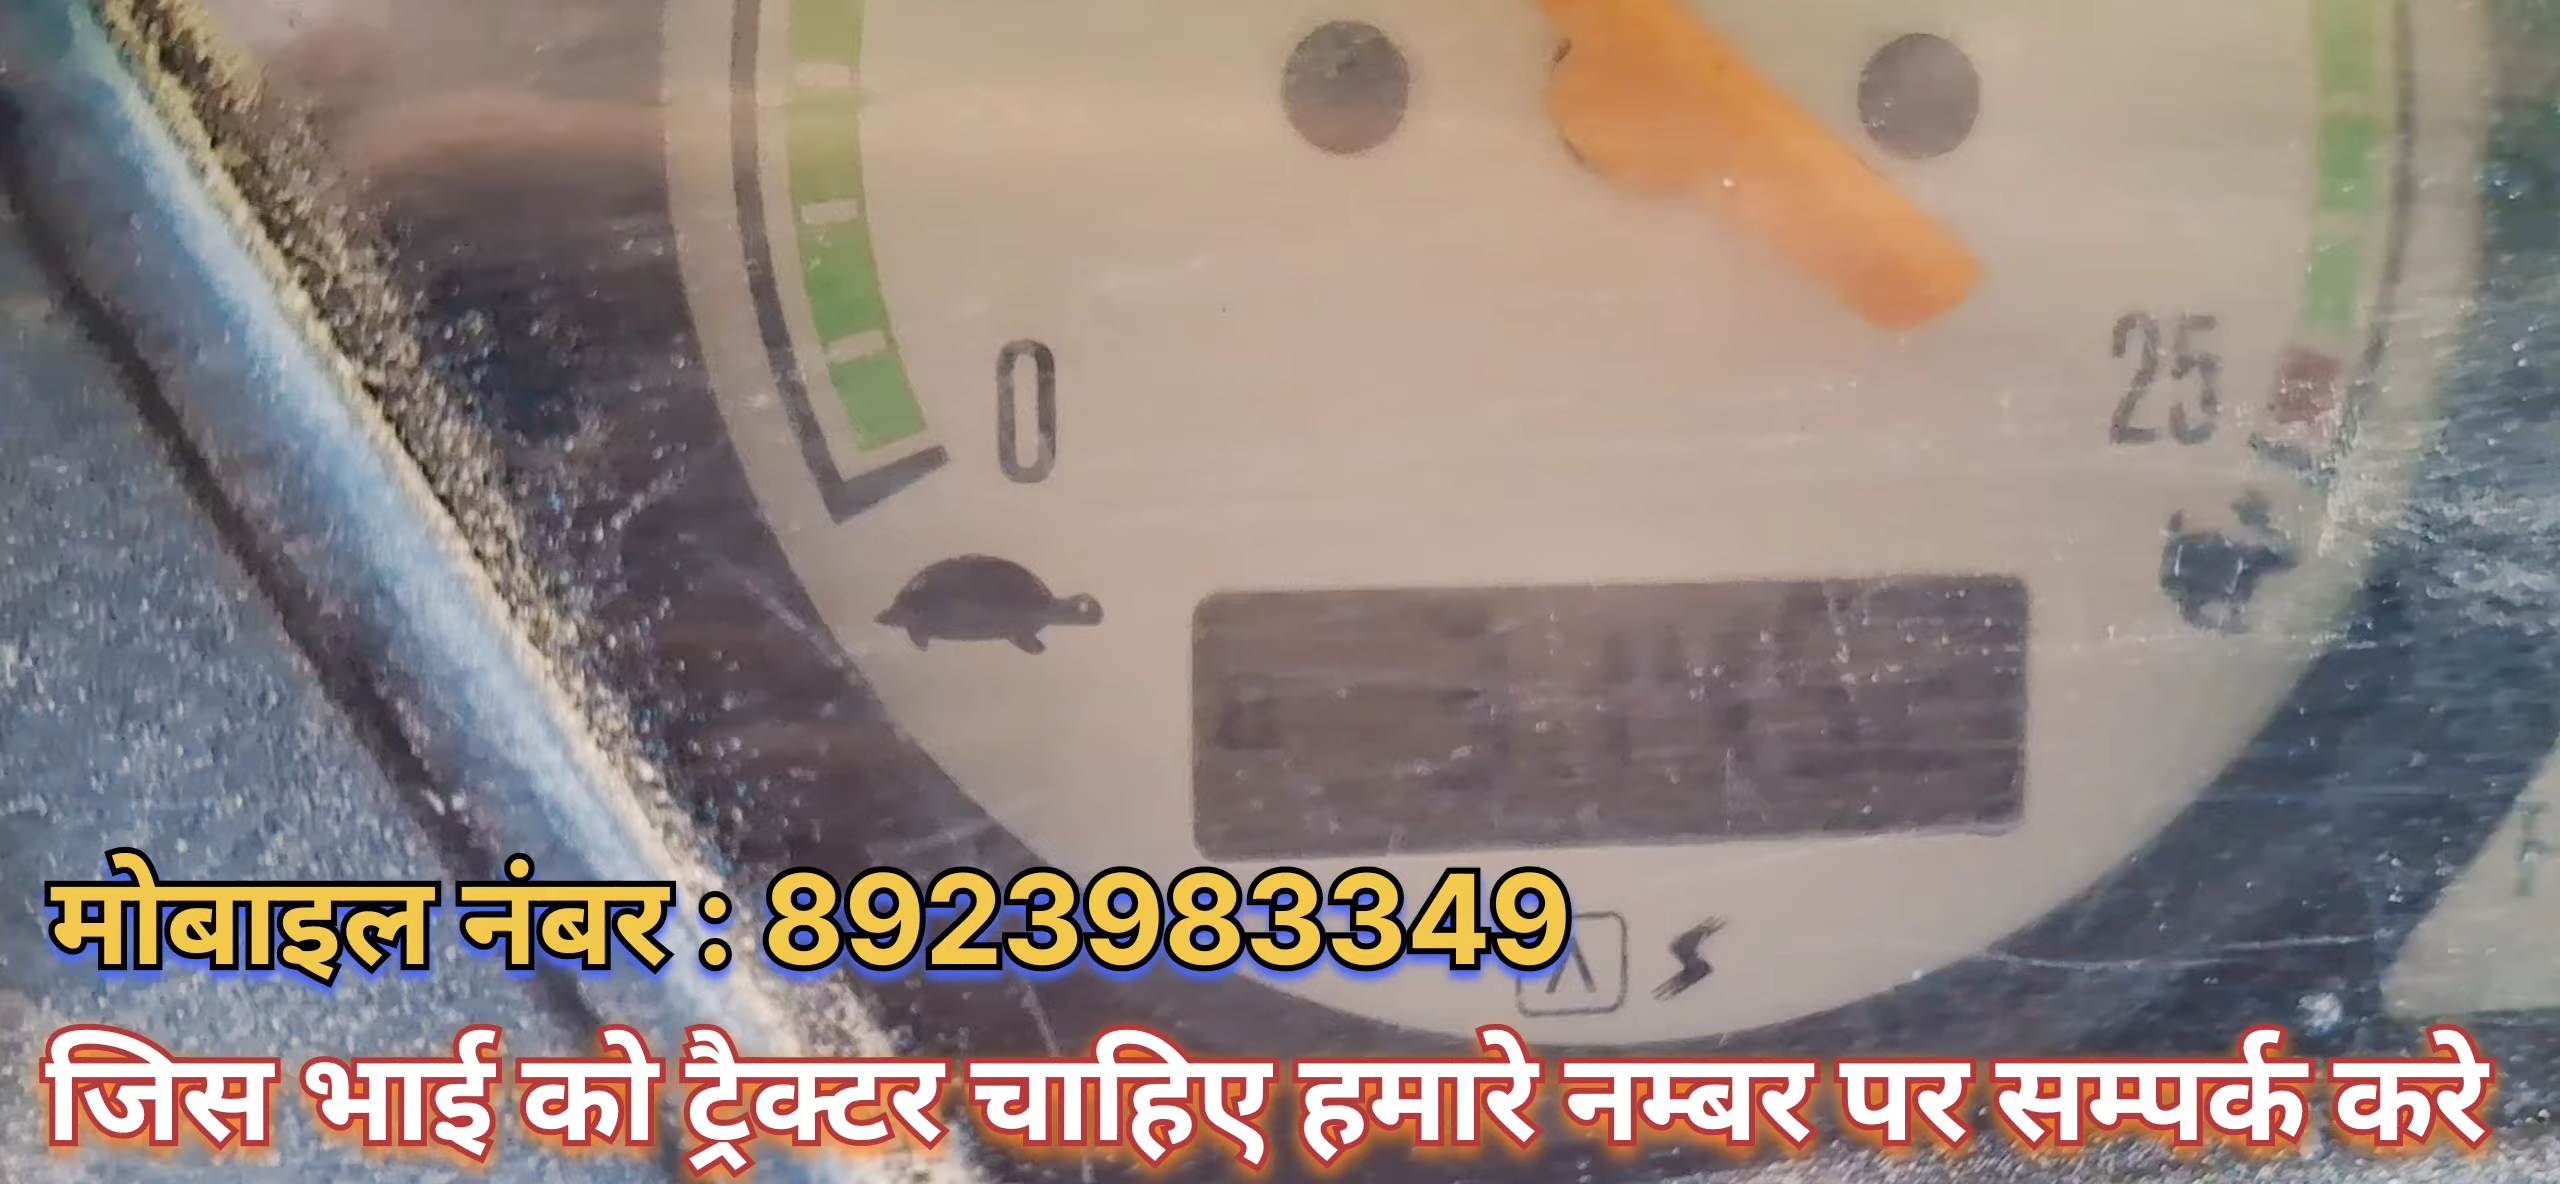 0
25
मोबाइल नंबर : 8923983349
जिस भाई को ट्रैक्टर चाहिए हमारे नम्बर पर सम्पर्क करे